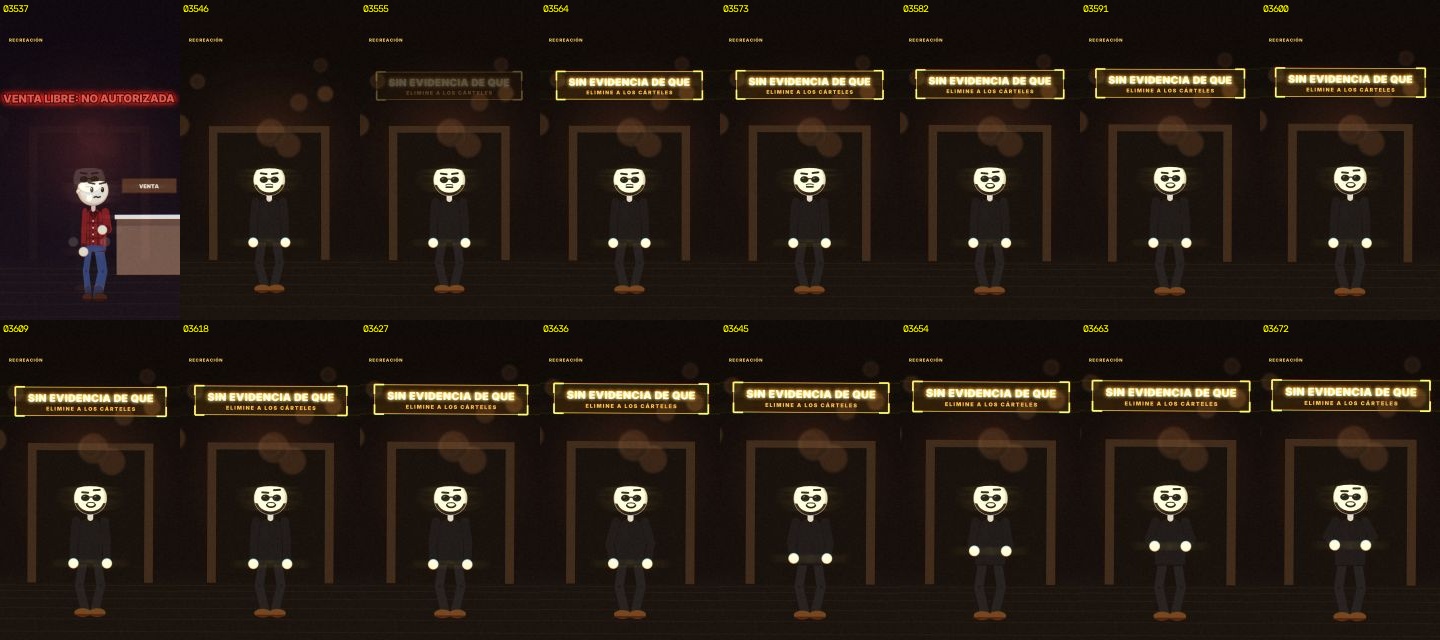 03537
RECREACIÓN
VENTA LIBRE: NO AUTORIZADA
VENTA
03546
RECREACIÓN
03555
RECREACIÓN
SIN EVIDENCIA DE QUE
ELIMINE A LOS CÁRTELES
03564
RECREACIÓN
SIN EVIDENCIA DE QUE
ELIMINE A LOS CÁRTELES
03573
RECREACIÓN
SIN EVIDENCIA DE QUE
ELIMINE A LOS CÁRTELES
03582
RECREACIÓN
SIN EVIDENCIA DE QUE
ELIMINE A LOS CÁRTELES
03591
RECREACIÓN
SIN EVIDENCIA DE QUE
ELIMINE A LOS CÁRTELES
03600
RECREACIÓN
SIN EVIDENCIA DE QUE
ELIMINE A LOS CÁRTELES
03609
RECREACIÓN
SIN EVIDENCIA DE QUE
ELIMINE A LOS CÁRTELES
03618
RECREACIÓN
SIN EVIDENCIA DE QUE
ELIMINE A LOS CÁRTELES
03627
RECREACIÓN
SIN EVIDENCIA DE QUE
ELIMINE A LOS CÁRTELES
03636
RECREACIÓN
SIN EVIDENCIA DE QUE
ELIMINE A LOS CÁRTELES
03645
RECREACIÓN
SIN EVIDENCIA DE QUE
ELIMINE A LOS CÁRTELES
03654
RECREACIÓN
SIN EVIDENCIA DE QUE
ELIMINE A LOS CÁRTELES
03663
RECREACIÓN
SIN EVIDENCIA DE QUE
ELIMINE A LOS CÁRTELES
03672
RECREACIÓN
SIN EVIDENCIA DE QUE
ELIMINE A LOS CÁRTELES